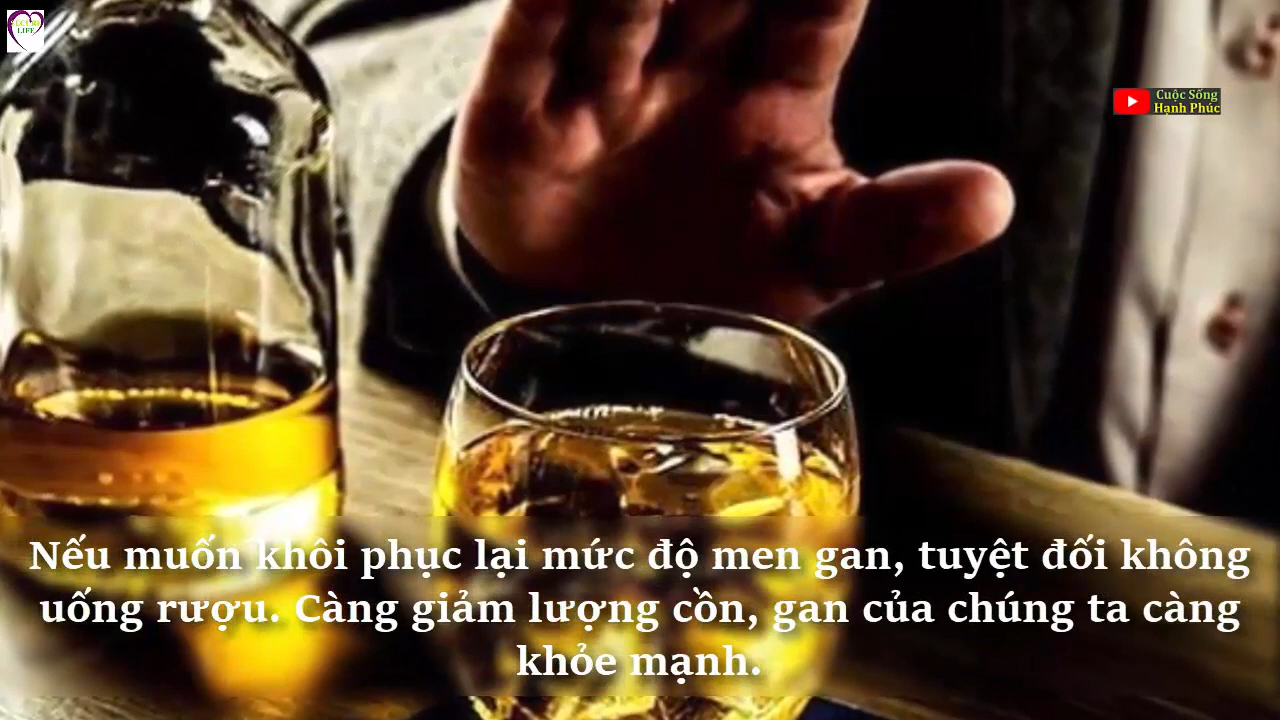 LIFE
Cuộc Sống
Hạnh Phúc
Nếu muốn khôi phục lại mức độ men gan, tuyệt đối không
uống rượu. Càng giảm lượng cồn, gan của chúng ta càng
khỏe mạnh.